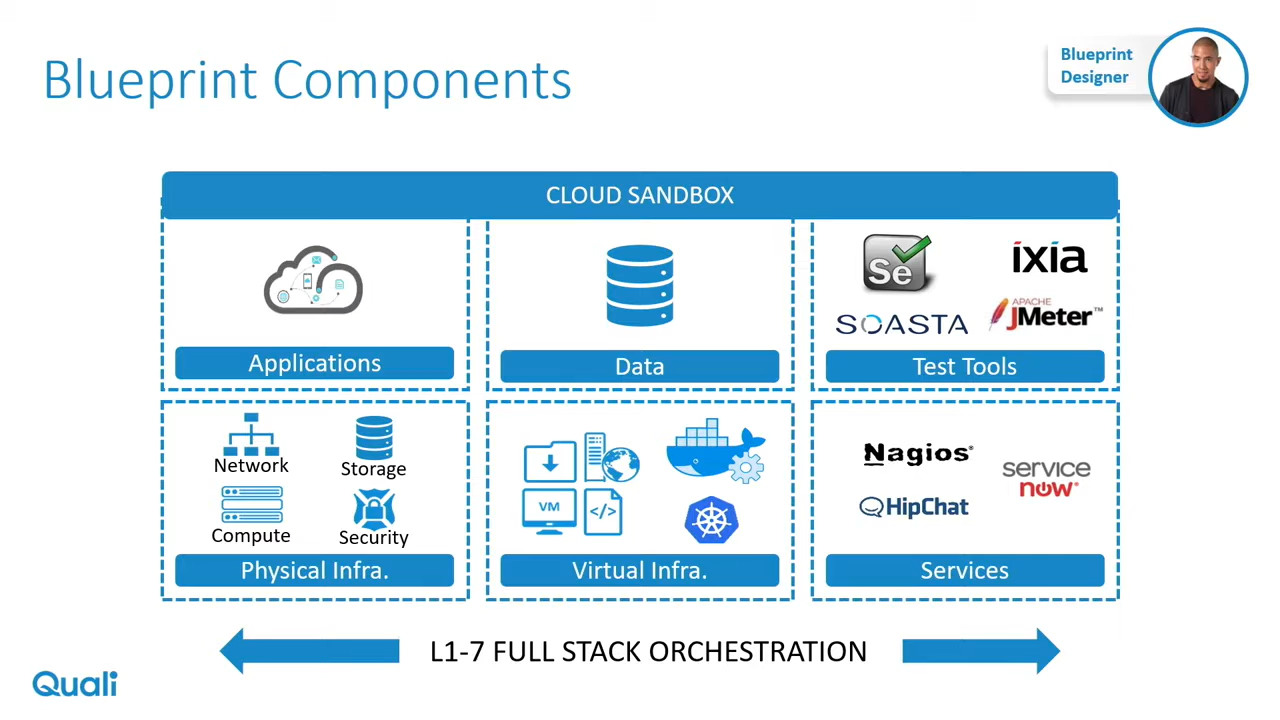 Blueprint Components
Blueprint
Designer
CLOUD SANDBOX
Applications
Data
Se
ixia
SOASTA
APACHE
JMeter™
Test Tools
Network
Storage
Compute
Security
Physical Infra.
VM
</>
Virtual Infra.
Nagios®
HipChat
service
now®
Services
L1-7 FULL STACK ORCHESTRATION
Quali